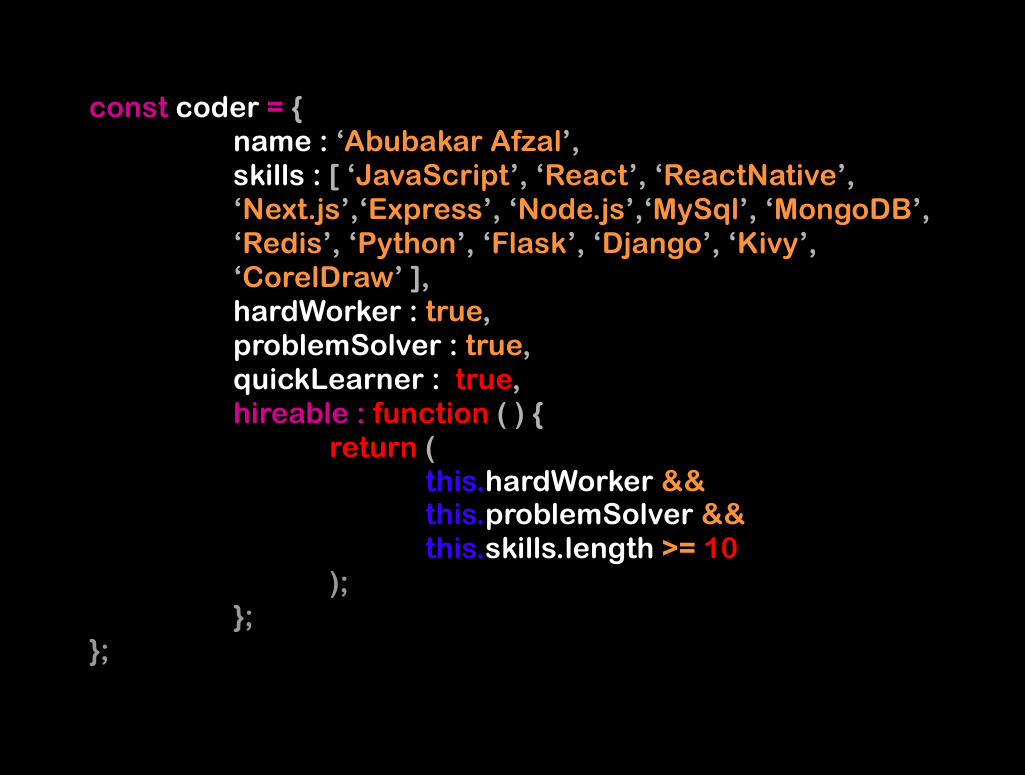 const coder = {
name : ‘Abubakar Afzal’,
skills : [ ‘JavaScript’, ‘React’, ‘ReactNative’,
‘Next.js’,‘Express’, ‘Node.js’,‘MySql’, ‘MongoDB’,
‘Redis’, ‘Python’, ‘Flask’, ‘Django’, ‘Kivy’,
‘CorelDraw’ ],
hardWorker : true,
problemSolver : true,
quickLearner :  true,
hireable : function ( ) {
return (
this.hardWorker &&
this.problemSolver &&
this.skills.length >= 10
);
};
};